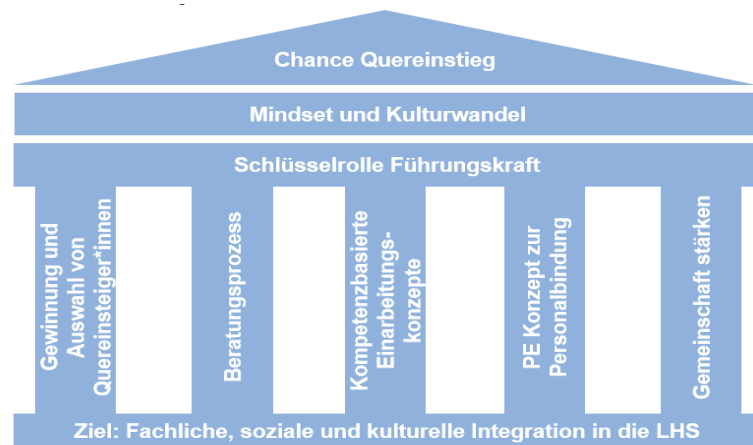 Chance Quereinstieg
Mindset und Kulturwandel
Schlüsselrolle Führungskraft
Gewinnung und
Auswahl von
Quereinsteiger*innen
Beratungsprozess
Kompetenzbasierte
Einarbeitungs-
konzepte
PE Konzept zur
Personalbindung
Gemeinschaft stärken
Ziel: Fachliche, soziale und kulturelle Integration in die LHS